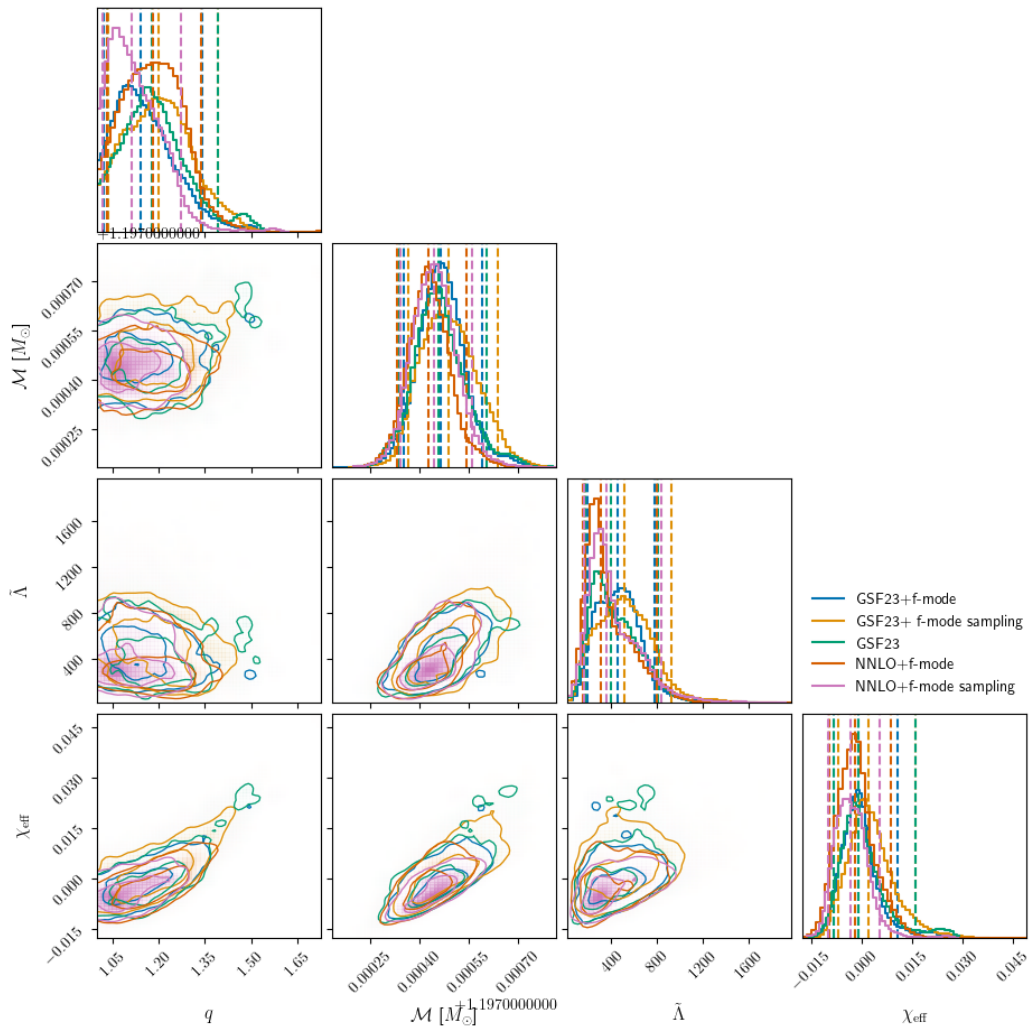 +1.1970000000
0.00070
0.00055
0.00040
0.00025
ℳ [M⊙]
1600
1200
800
400
Λ̃
GSF23+f-mode
GSF23+ f-mode sampling
GSF23
NNLO+f-mode
NNLO+f-mode sampling
0.045
0.030
0.015
0.000
−0.015
χeff
1.05 1.20 1.35 1.50 1.65
0.00025 0.00040 0.00055 0.00070
400 800 1200 1600
−0.015 0.000 0.015 0.030 0.045
+1.1970000000
q ℳ [M⊙] Λ̃ χeff